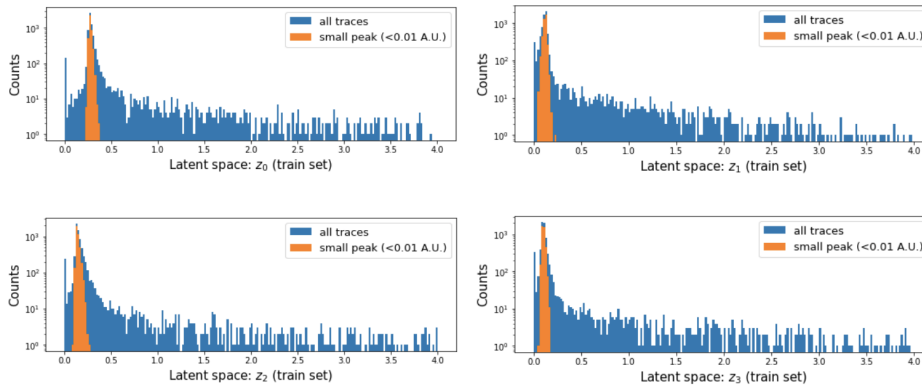 all traces
small peak (<0.01 A.U.)
Counts
10³
10²
10¹
10⁰
0.0 0.5 1.0 1.5 2.0 2.5 3.0 3.5 4.0
Latent space: z₀ (train set)
all traces
small peak (<0.01 A.U.)
Counts
10³
10²
10¹
10⁰
0.0 0.5 1.0 1.5 2.0 2.5 3.0 3.5 4.0
Latent space: z₁ (train set)
all traces
small peak (<0.01 A.U.)
Counts
10³
10²
10¹
10⁰
0.0 0.5 1.0 1.5 2.0 2.5 3.0 3.5 4.0
Latent space: z₂ (train set)
all traces
small peak (<0.01 A.U.)
Counts
10³
10²
10¹
10⁰
0.0 0.5 1.0 1.5 2.0 2.5 3.0 3.5 4.0
Latent space: z₃ (train set)